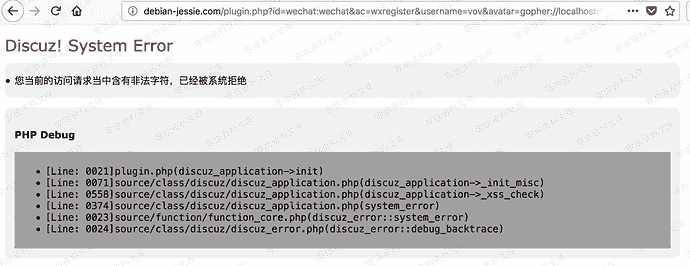 debian-jessie.com/plugin.php?id=wechat:wechat&ac=wxregister&username=vov&avatar=gopher://localhost:
Discuz! System Error
• 您当前的访问请求当中含有非法字符，已经被系统拒绝
PHP Debug
• [Line: 0021]plugin.php(discuz_application->init)
• [Line: 0071]source/class/discuz/discuz_application.php(discuz_application->_init_misc)
• [Line: 0558]source/class/discuz/discuz_application.php(discuz_application->_xss_check)
• [Line: 0374]source/class/discuz/discuz_application.php(system_error)
• [Line: 0023]source/function/function_core.php(discuz_error::system_error)
• [Line: 0024]source/class/discuz/discuz_error.php(discuz_error::debug_backtrace)